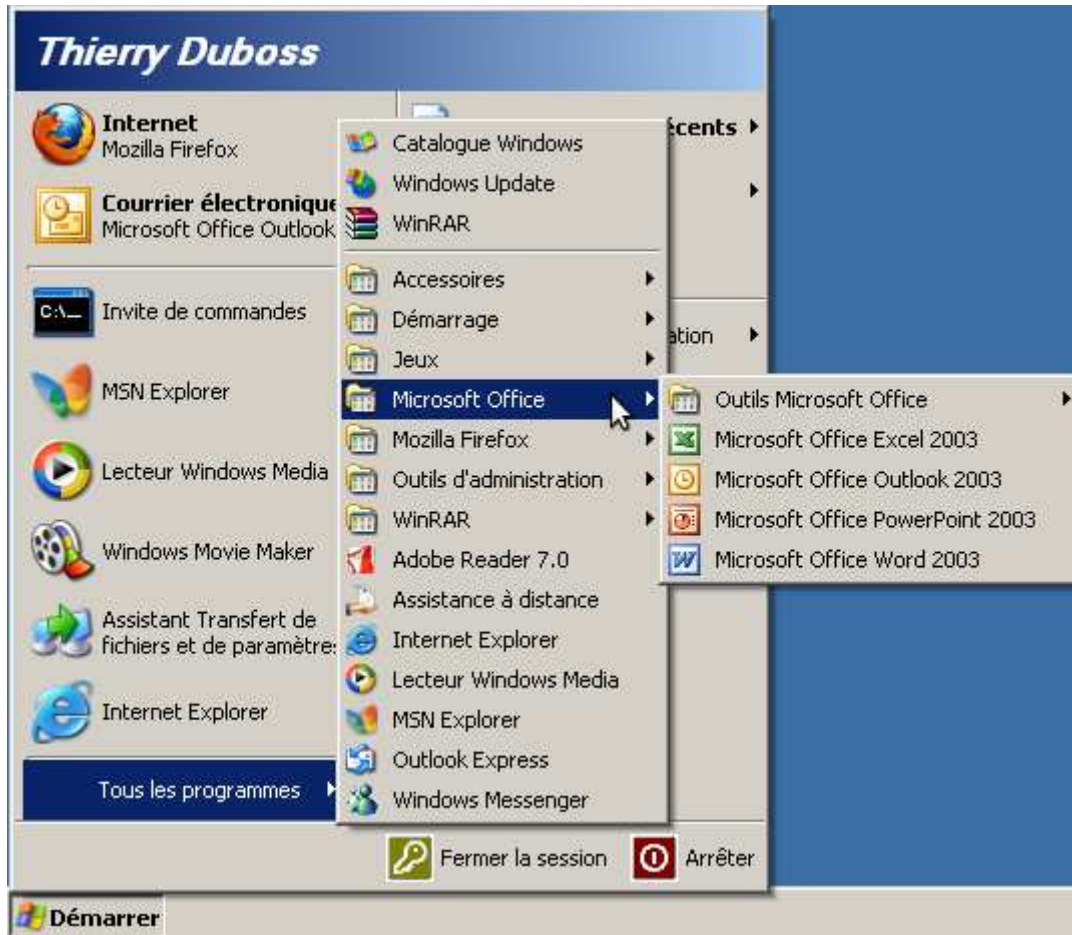 Thierry Duboss
Internet
Mozilla Firefox
Courrier électronique
Microsoft Office Outlook
C:\_
Invite de commandes
MSN Explorer
Lecteur Windows Media
Windows Movie Maker
Assistant Transfert de
fichiers et de paramètre
Internet Explorer
Tous les programmes
écents
ation
Catalogue Windows
Windows Update
WinRAR
Accessoires
Démarrage
Jeux
Microsoft Office
Mozilla Firefox
Outils d'administration
WinRAR
Adobe Reader 7.0
Assistance à distance
Internet Explorer
Lecteur Windows Media
MSN Explorer
Outlook Express
Windows Messenger
Outils Microsoft Office
Microsoft Office Excel 2003
Microsoft Office Outlook 2003
Microsoft Office PowerPoint 2003
Microsoft Office Word 2003
Fermer la session
Arrêter
Démarrer